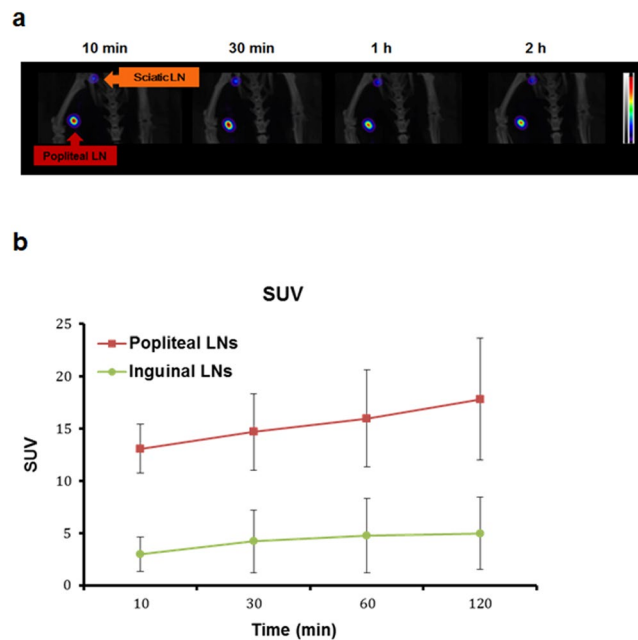 a
10 min 30 min 1 h 2 h
Sciatic LN
Popliteal LN
b
SUV
25
Popliteal LNs
Inguinal LNs
20
15
SUV
10
5
0
10 30 60 120
Time (min)